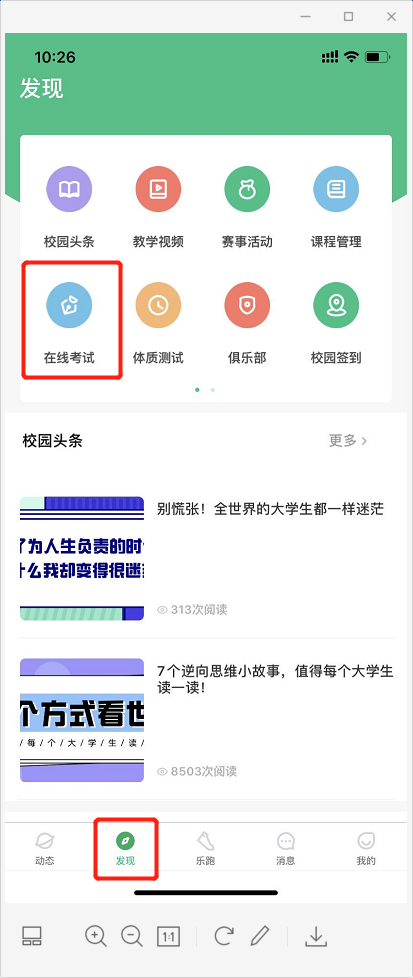 10:26
发现
校园头条
教学视频
赛事活动
课程管理
在线考试
体质测试
俱乐部
校园签到
校园头条
更多
别慌张！全世界的大学生都一样迷茫
为人生负责的时
什么我却变得很迷
313次阅读
7个逆向思维小故事，值得每个大学生
读一读！
个方式看世
/每/个/大/学/生/读/
8503次阅读
动态
发现
乐跑
消息
我的
1:1